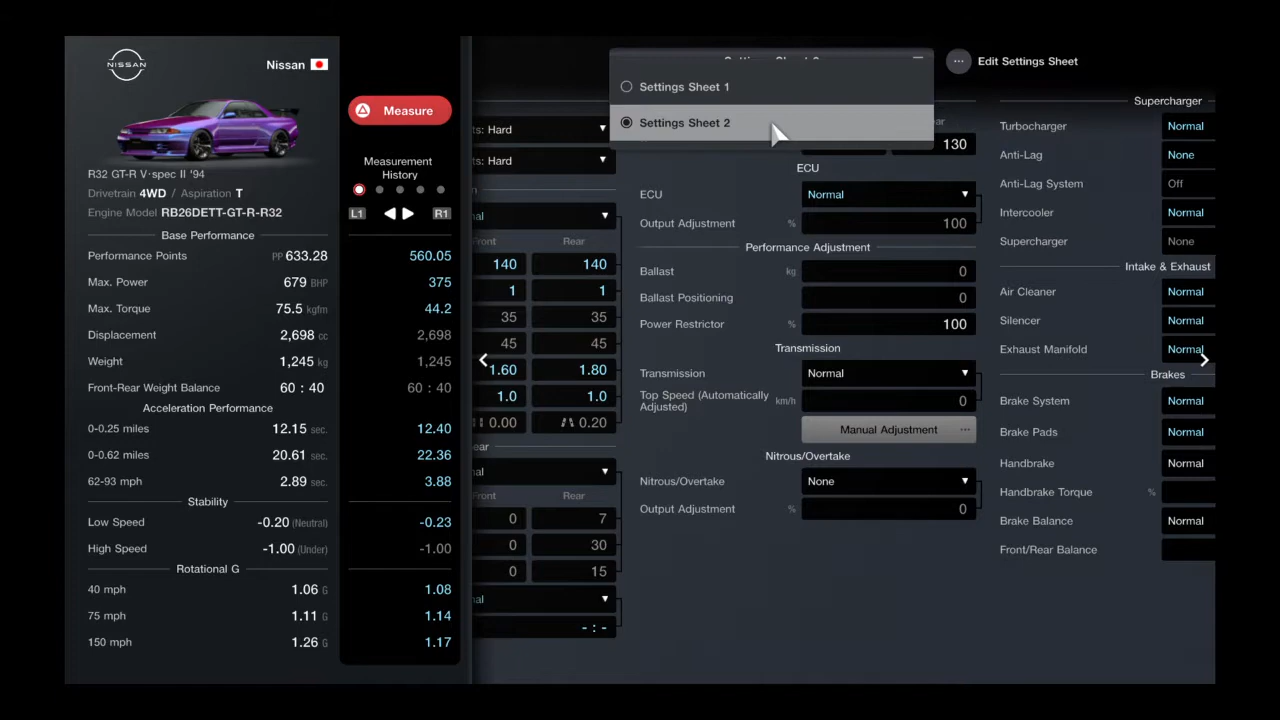 NISSAN
Nissan
R32 GT-R V·spec II '94
Drivetrain 4WD / Aspiration T
Engine Model RB26DETT-GT-R-R32
Base Performance
Performance Points PP 633.28
Max. Power 679 BHP
Max. Torque 75.5 kgfm
Displacement 2,698 cc
Weight 1,245 kg
Front-Rear Weight Balance 60 : 40
Acceleration Performance
0-0.25 miles 12.15 sec.
0-0.62 miles 20.61 sec.
62-93 mph 2.89 sec.
Stability
Low Speed -0.20 (Neutral)
High Speed -1.00 (Under)
Rotational G
40 mph 1.06 G
75 mph 1.11 G
150 mph 1.26 G
Measure
Measurement
History
L1 R1
560.05
375
44.2
2,698
1,245
60 : 40
12.40
22.36
3.88
-0.23
-1.00
1.08
1.14
1.17
Settings Sheet 1
Settings Sheet 2
Edit Settings Sheet
ts: Hard
ts: Hard
Rear
140 140
1 1
35 35
45 45
1.60 1.80
1.0 1.0
0.00 0.20
Rear
0 7
0 30
0 15
- : -
130
ECU
ECU Normal
Output Adjustment % 100
Performance Adjustment
Ballast kg 0
Ballast Positioning 0
Power Restrictor % 100
Transmission
Transmission Normal
Top Speed (Automatically
Adjusted) km/h 0
Manual Adjustment ...
Nitrous/Overtake
Nitrous/Overtake None
Output Adjustment % 0
Supercharger
Turbocharger Normal
Anti-Lag None
Anti-Lag System Off
Intercooler Normal
Supercharger None
Intake & Exhaust
Air Cleaner Normal
Silencer Normal
Exhaust Manifold Normal
Brakes
Brake System Normal
Brake Pads Normal
Handbrake Normal
Handbrake Torque %
Brake Balance Normal
Front/Rear Balance